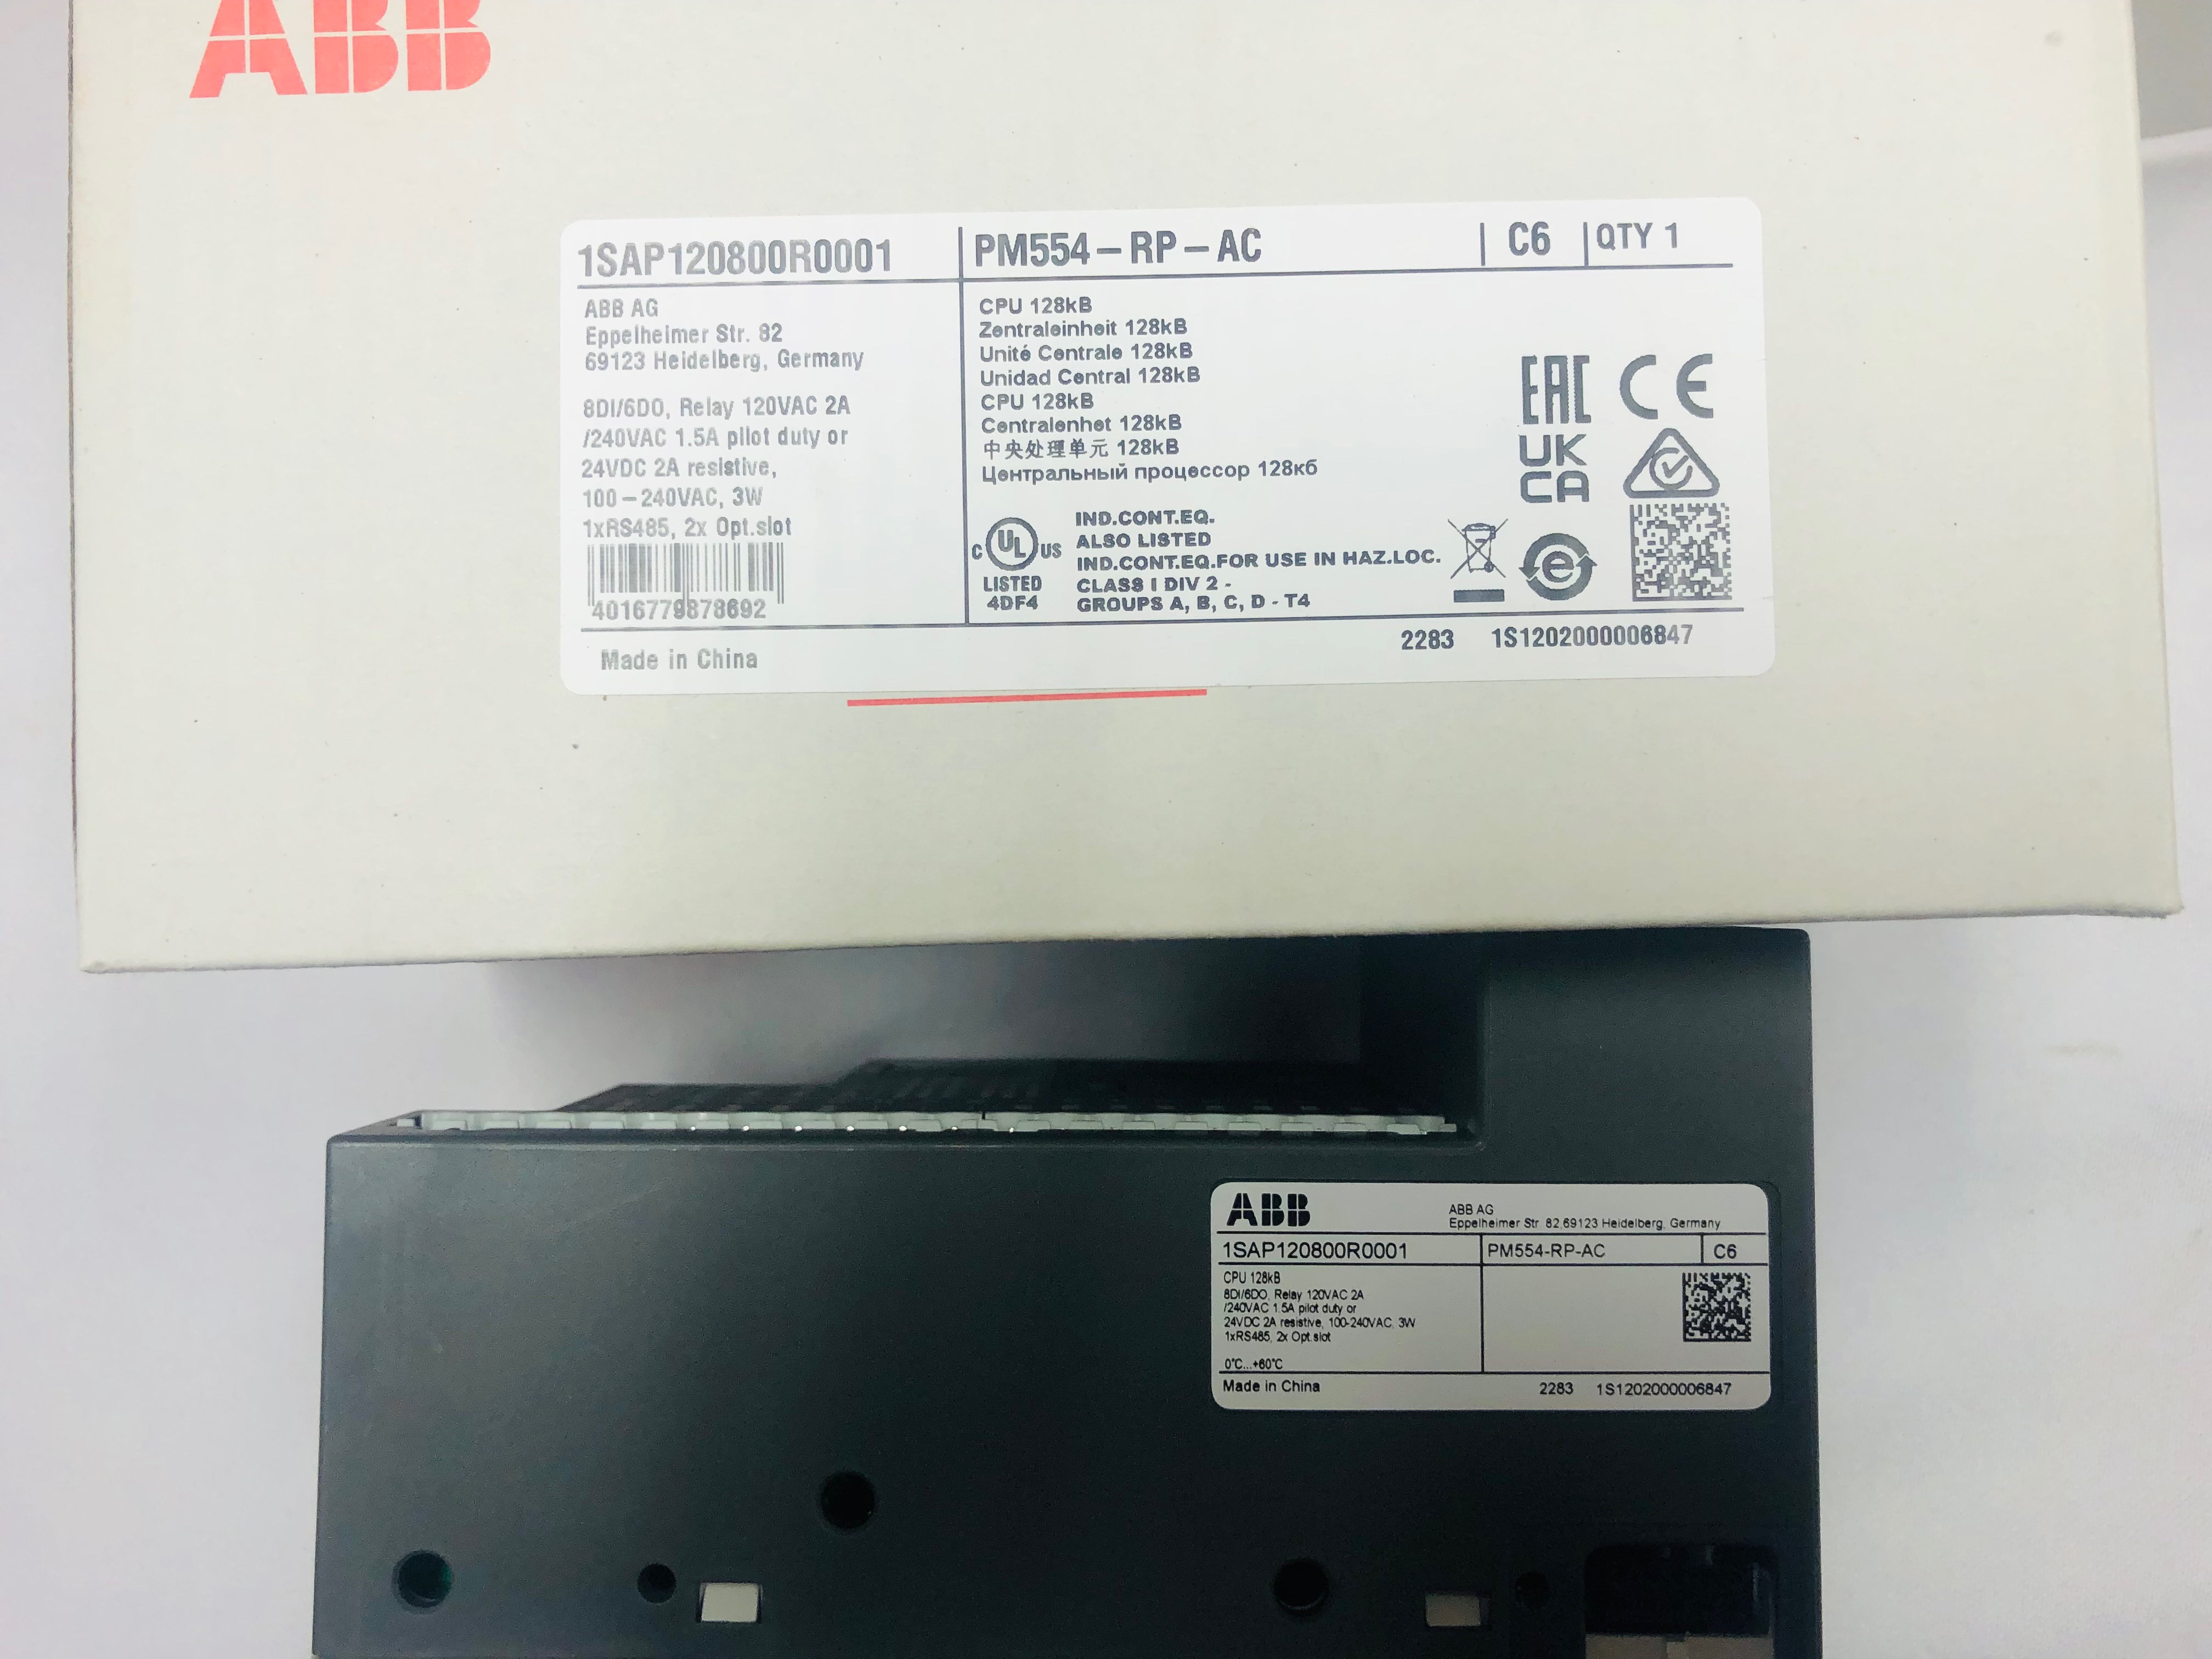 ABB
1SAP120800R0001
PM554-RP-AC
C6
QTY 1
ABB AG
Eppelheimer Str. 82
69123 Heidelberg, Germany
8DI/6DO, Relay 120VAC 2A
/240VAC 1.5A pilot duty or
24VDC 2A resistive,
100-240VAC, 3W
1xRS485, 2x Opt.slot
4016779878692
CPU 128kB
Zentraleinheit 128kB
Unité Centrale 128kB
Unidad Central 128kB
CPU 128kB
Centralenhet 128kB
中央处理单元 128kB
Центральный процессор 128кб
C UL US
LISTED
4DF4
IND.CONT.EQ.
ALSO LISTED
IND.CONT.EQ.FOR USE IN HAZ.LOC.
CLASS I DIV 2 -
GROUPS A, B, C, D - T4
EAC CE
UK
CA
e
Made in China
2283 1S1202000006847
ABB
ABB AG
Eppelheimer Str. 82,69123 Heidelberg, Germany
1SAP120800R0001
PM554-RP-AC
C6
CPU 128kB
8DI/6DO, Relay 120VAC 2A
/240VAC 1.5A pilot duty or
24VDC 2A resistive, 100-240VAC, 3W
1xRS485, 2x Opt.slot
0°C...+60°C
Made in China
2283 1S1202000006847